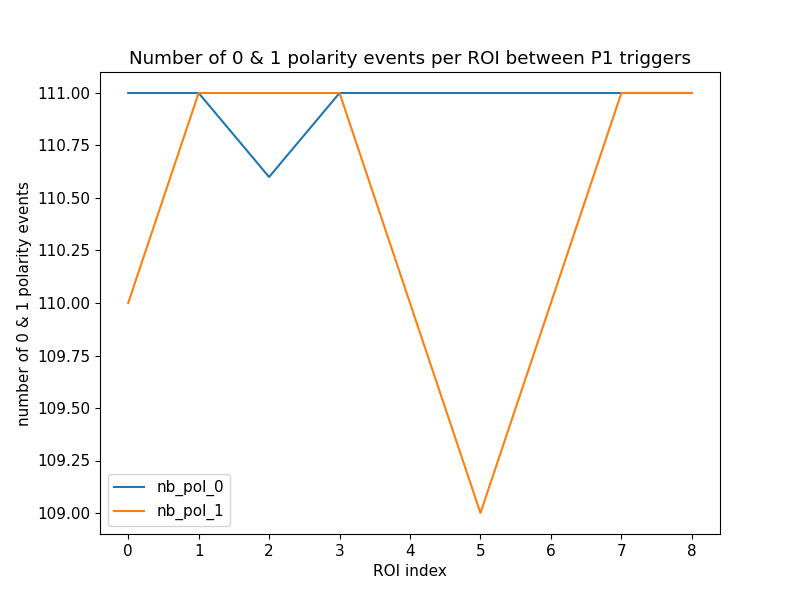 Number of 0 & 1 polarity events per ROI between P1 triggers
111.00
110.75
110.50
110.25
110.00
109.75
109.50
109.25
109.00
number of 0 & 1 polarity events
nb_pol_0
nb_pol_1
0 1 2 3 4 5 6 7 8
ROI index